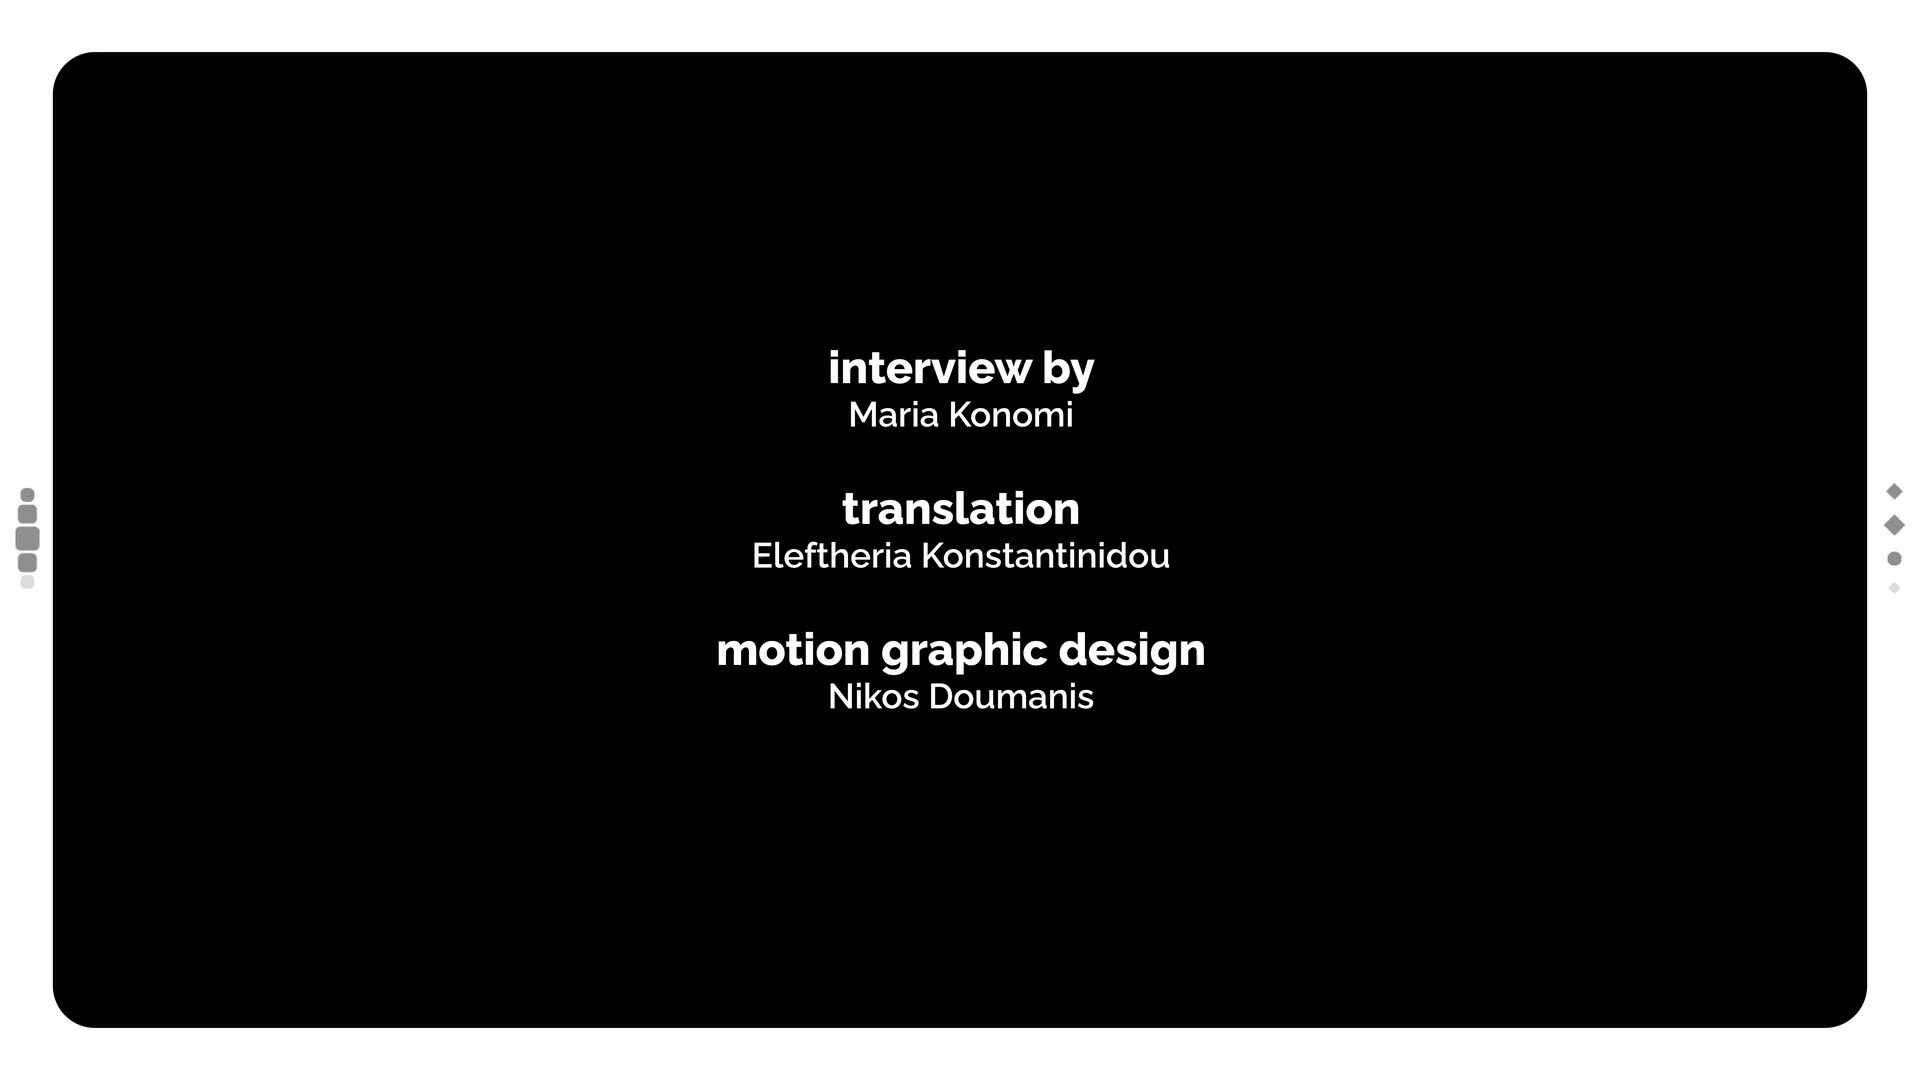 interview by
Maria Konomi
translation
Eleftheria Konstantinidou
motion graphic design
Nikos Doumanis